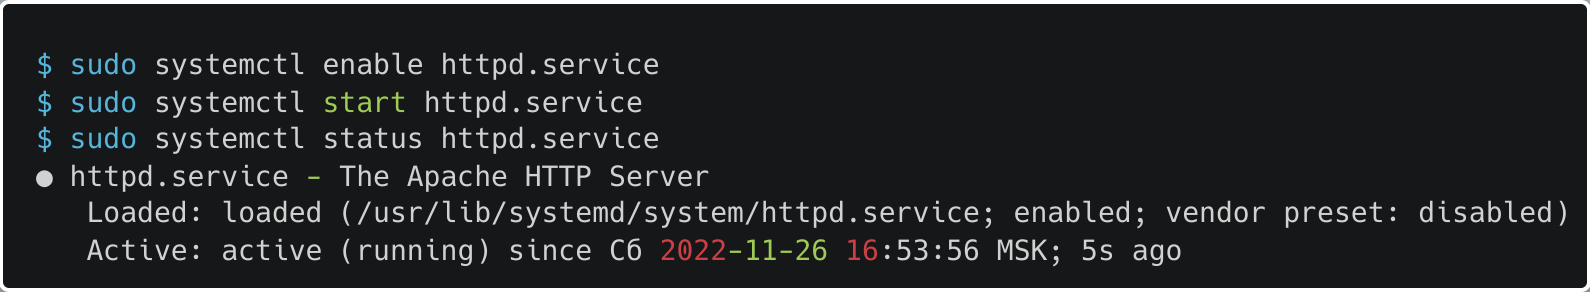 $ sudo systemctl enable httpd.service
$ sudo systemctl start httpd.service
$ sudo systemctl status httpd.service
● httpd.service - The Apache HTTP Server
Loaded: loaded (/usr/lib/systemd/system/httpd.service; enabled; vendor preset: disabled)
Active: active (running) since Сб 2022-11-26 16:53:56 MSK; 5s ago